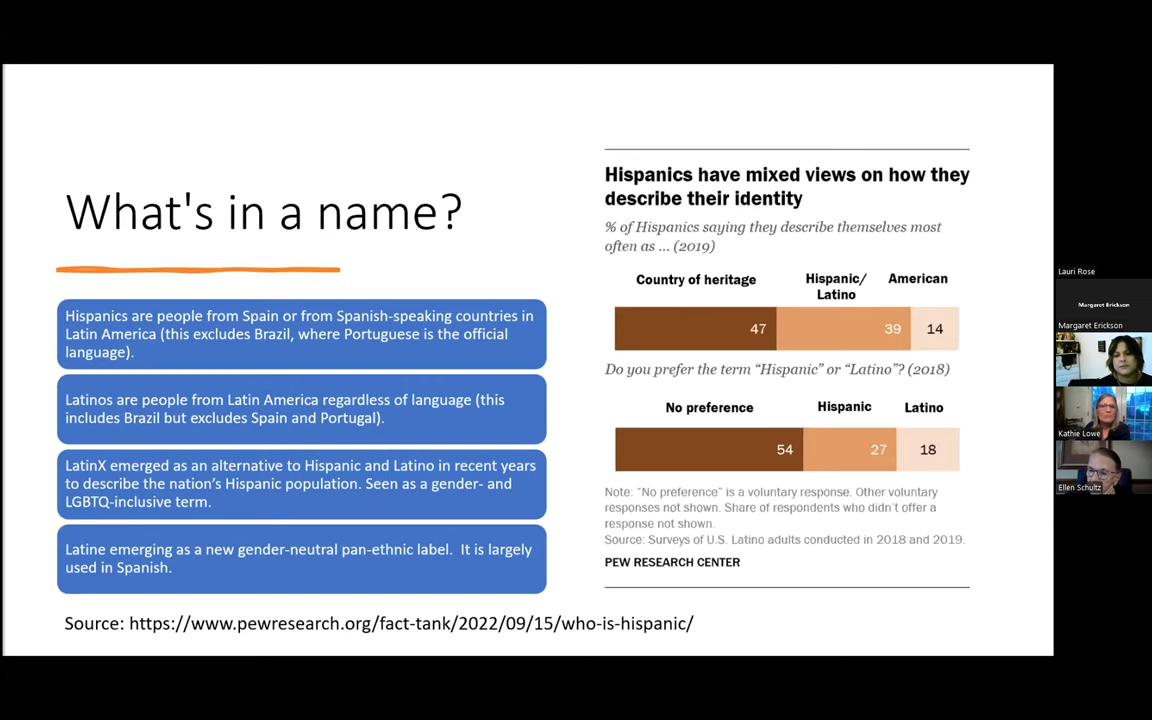 What's in a name?
Hispanics are people from Spain or from Spanish-speaking countries in
Latin America (this excludes Brazil, where Portuguese is the official
language).
Latinos are people from Latin America regardless of language (this
includes Brazil but excludes Spain and Portugal).
LatinX emerged as an alternative to Hispanic and Latino in recent years
to describe the nation's Hispanic population. Seen as a gender- and
LGBTQ-inclusive term.
Latine emerging as a new gender-neutral pan-ethnic label.  It is largely
used in Spanish.
Source: https://www.pewresearch.org/fact-tank/2022/09/15/who-is-hispanic/
Hispanics have mixed views on how they
describe their identity
% of Hispanics saying they describe themselves most
often as ... (2019)
Country of heritage Hispanic/ American
Latino
47 39 14
Do you prefer the term “Hispanic” or “Latino”? (2018)
No preference Hispanic Latino
54 27 18
Note: “No preference” is a voluntary response. Other voluntary
responses not shown. Share of respondents who didn't offer a
response not shown.
Source: Surveys of U.S. Latino adults conducted in 2018 and 2019.
PEW RESEARCH CENTER
Lauri Rose
Margaret Erickson
Margaret Erickson
Kathie Lowe
Ellen Schultz